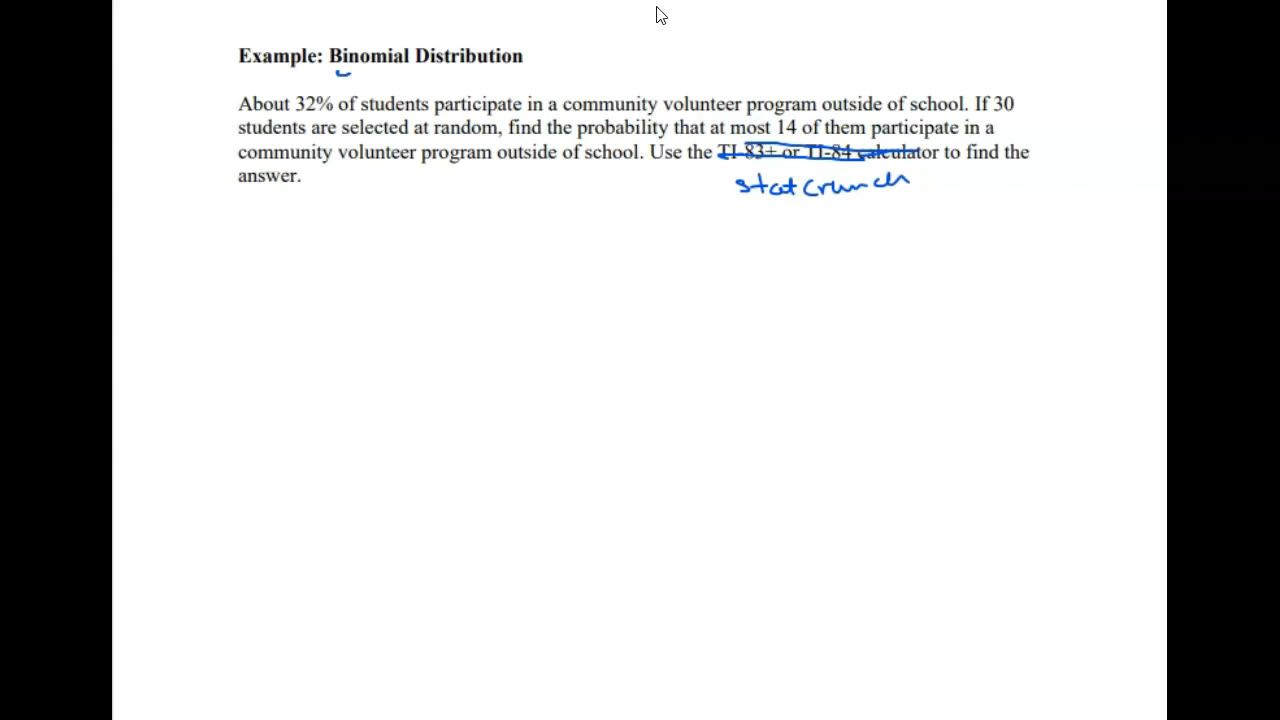 Example: Binomial Distribution
About 32% of students participate in a community volunteer program outside of school. If 30
students are selected at random, find the probability that at most 14 of them participate in a
community volunteer program outside of school. Use the TI-83+ or TI-84 calculator to find the
statcrunch
answer.